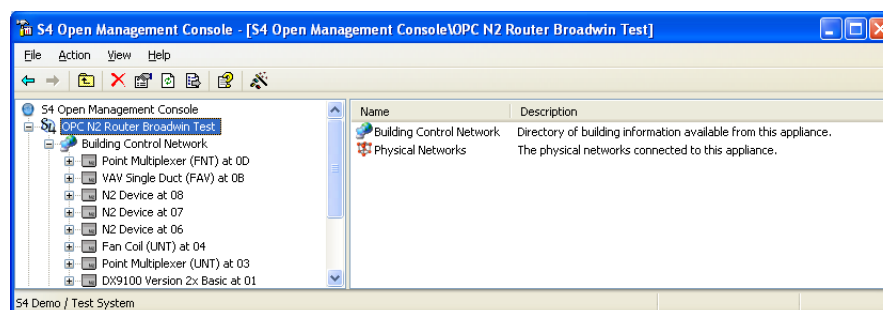 S4 Open Management Console - [S4 Open Management Console\OPC N2 Router Broadwin Test]
File Action View Help
S4 Open Management Console
OPC N2 Router Broadwin Test
Building Control Network
Point Multiplexer (FNT) at 0D
VAV Single Duct (FAV) at 0B
N2 Device at 08
N2 Device at 07
N2 Device at 06
Fan Coil (UNT) at 04
Point Multiplexer (UNT) at 03
DX9100 Version 2x Basic at 01
Name Description
Building Control Network Directory of building information available from this appliance.
Physical Networks The physical networks connected to this appliance.
S4 Demo / Test System